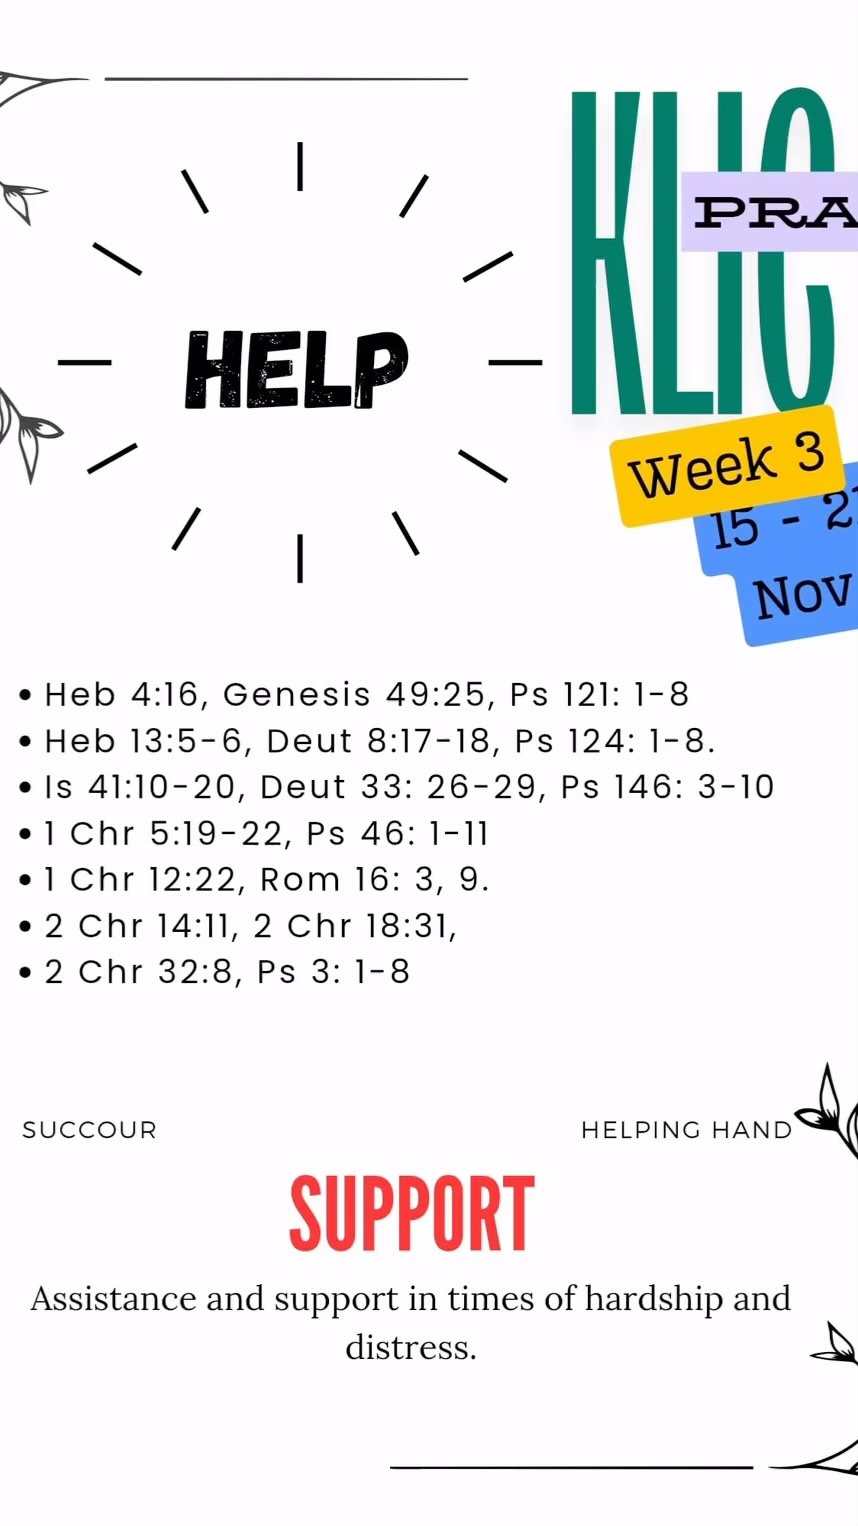 KLIC
PRA
HELP
Week 3
15 - 2
Nov
• Heb 4:16, Genesis 49:25, Ps 121: 1-8
• Heb 13:5-6, Deut 8:17-18, Ps 124: 1-8.
• Is 41:10-20, Deut 33: 26-29, Ps 146: 3-10
• 1 Chr 5:19-22, Ps 46: 1-11
• 1 Chr 12:22, Rom 16: 3, 9.
• 2 Chr 14:11, 2 Chr 18:31,
• 2 Chr 32:8, Ps 3: 1-8
SUCCOUR
HELPING HAND
SUPPORT
Assistance and support in times of hardship and
distress.